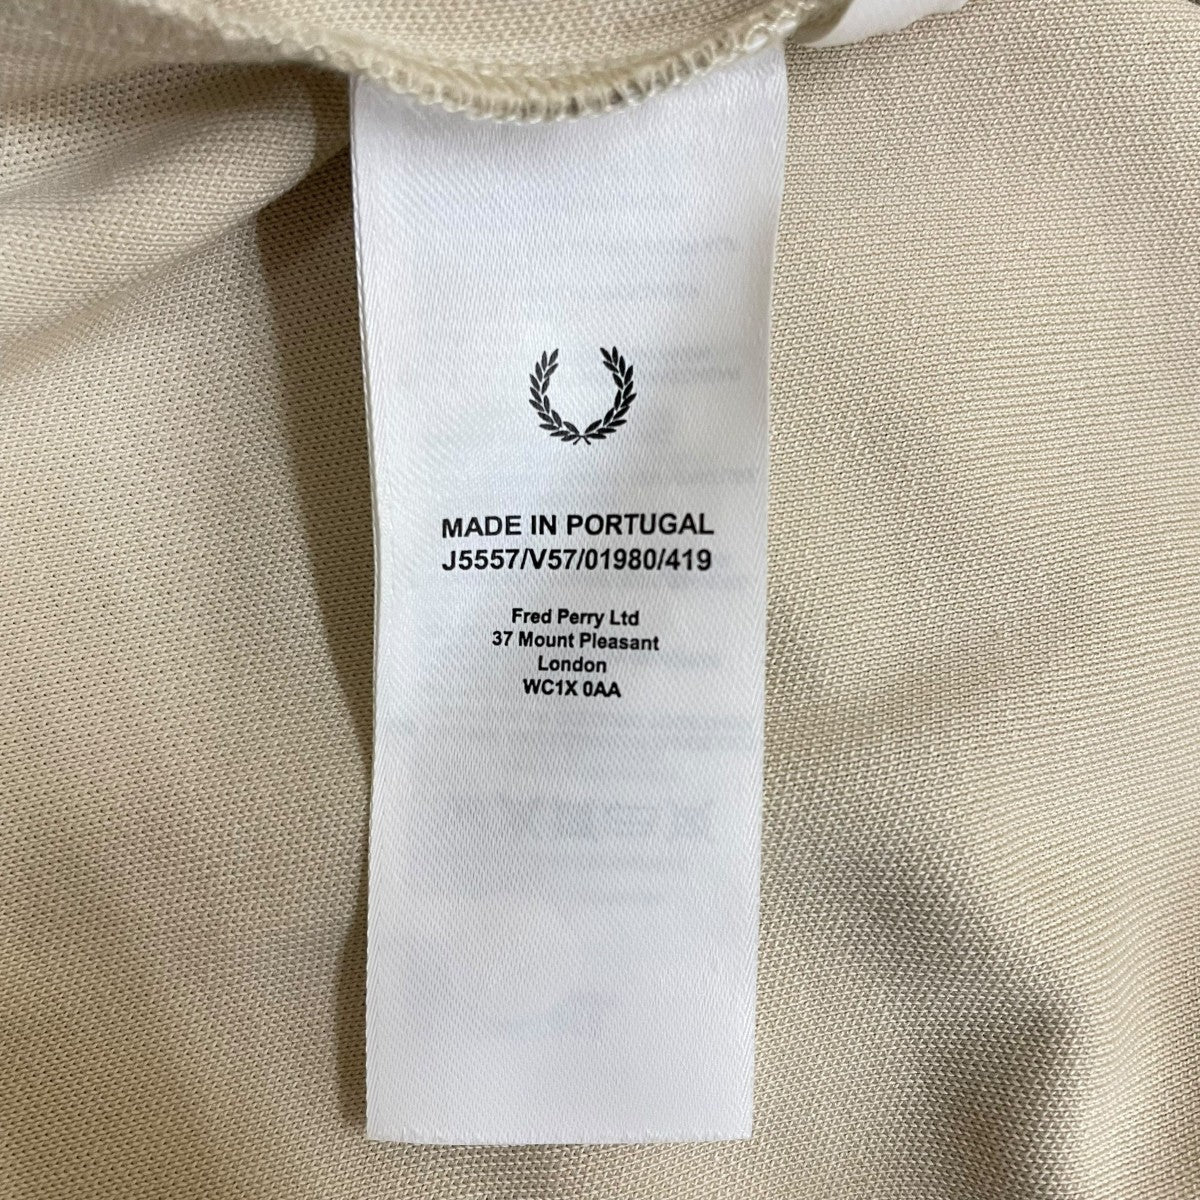 MADE IN PORTUGAL
J5557/V57/01980/419
Fred Perry Ltd
37 Mount Pleasant
London
WC1X 0AA